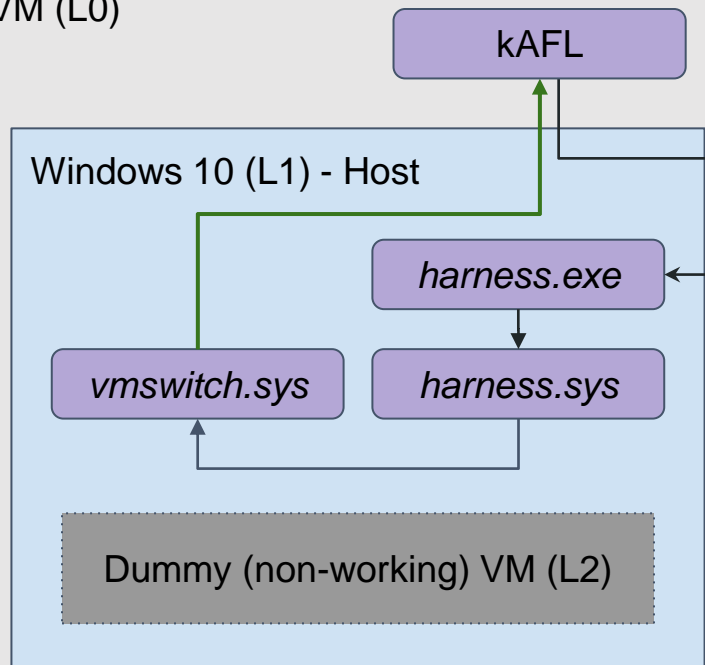 VM (L0)
kAFL
Windows 10 (L1) - Host
harness.exe
vmswitch.sys
harness.sys
Dummy (non-working) VM (L2)